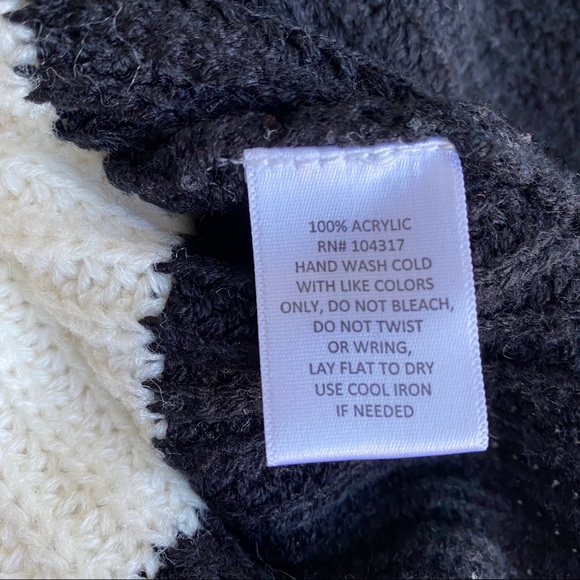 100% ACRYLIC
RN# 104317
HAND WASH COLD
WITH LIKE COLORS
ONLY, DO NOT BLEACH,
DO NOT TWIST
OR WRING,
LAY FLAT TO DRY
USE COOL IRON
IF NEEDED